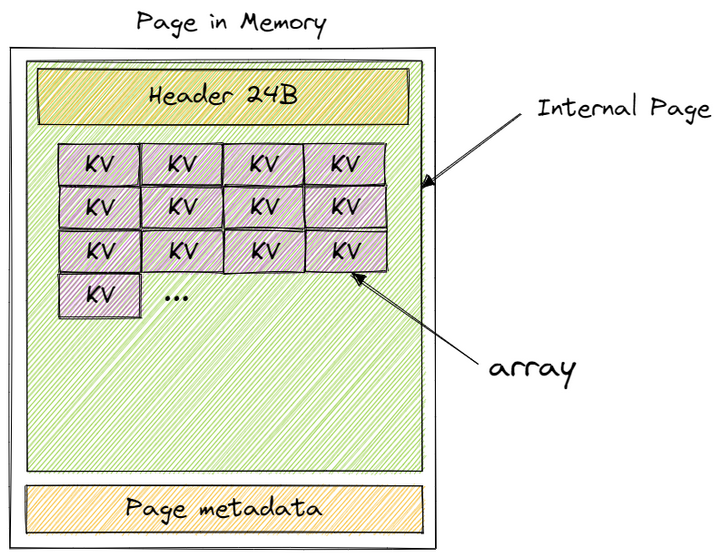 Page in Memory
Header 24B
Internal Page
KV KV KV KV
KV KV KV KV
KV KV KV KV
KV ...
array
Page metadata